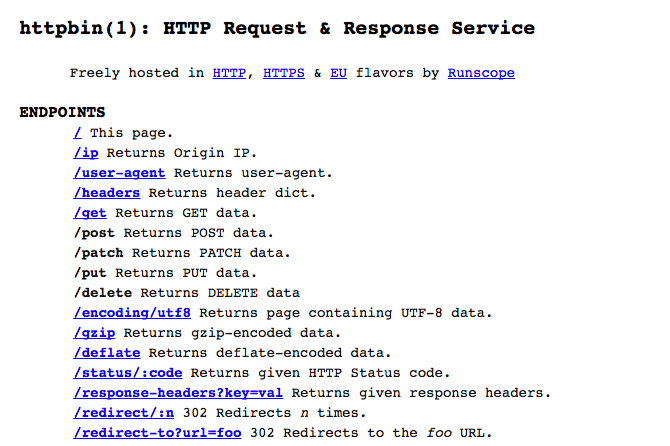 httpbin(1): HTTP Request & Response Service
Freely hosted in HTTP, HTTPS & EU flavors by Runscope
ENDPOINTS
/ This page.
/ip Returns Origin IP.
/user-agent Returns user-agent.
/headers Returns header dict.
/get Returns GET data.
/post Returns POST data.
/patch Returns PATCH data.
/put Returns PUT data.
/delete Returns DELETE data
/encoding/utf8 Returns page containing UTF-8 data.
/gzip Returns gzip-encoded data.
/deflate Returns deflate-encoded data.
/status/:code Returns given HTTP Status code.
/response-headers?key=val Returns given response headers.
/redirect/:n 302 Redirects n times.
/redirect-to?url=foo 302 Redirects to the foo URL.